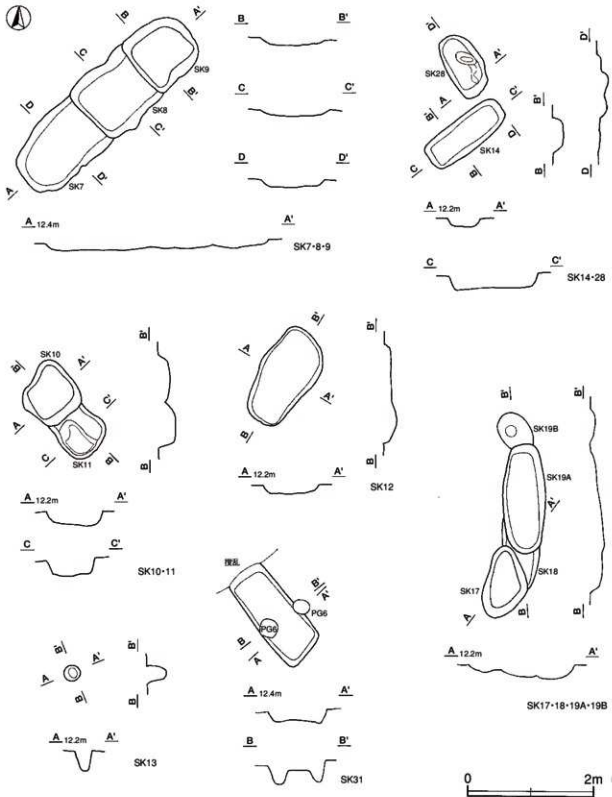 B A' B B'
C SK9
SK8 B'
D C' C C'
D D'
A SK7 D'
A 12.4m A'
SK7・8・9
D' D'
SK28 A'
A C' B'
B'
SK14 D
C B B D
A 12.2m A'
C C'
SK14・28
B' SK10 A' B'
A C'
C SK11 B B
A 12.2m A'
C C'
SK10・11
B' B'
A
A'
B B
A 12.2m A'
SK12
B' B'
SK19B
SK19A
A'
SK17 SK18
A B B
A 12.2m A'
SK17・18・19A・19B
撹乱
B' A'
PG6
PG6
B A
A 12.4m A'
B B'
SK31
B' A' B'
A B B
A 12.2m A'
SK13
0 2m